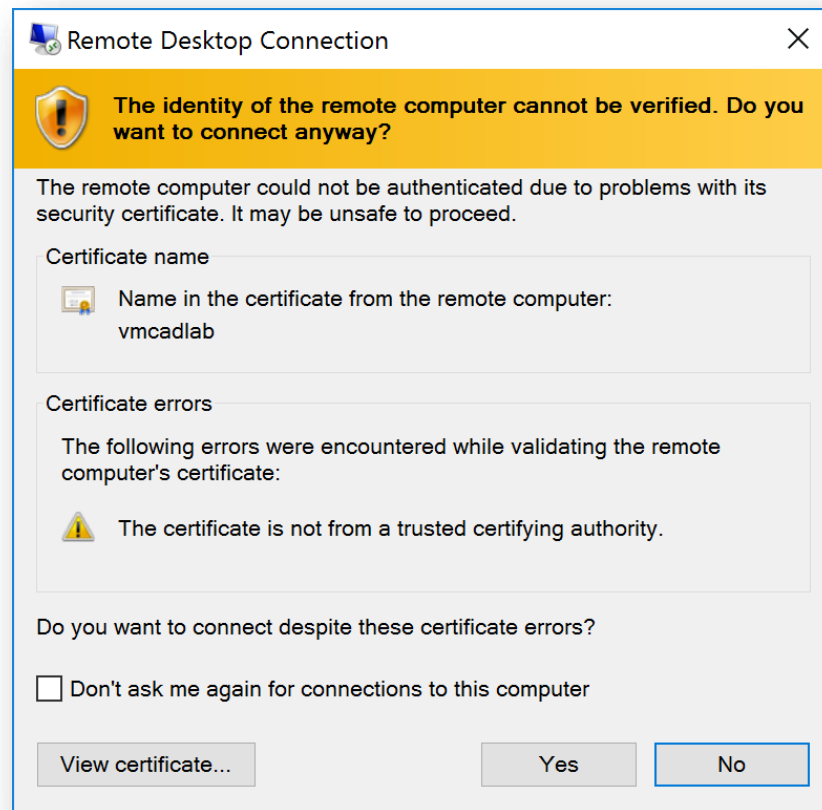 Remote Desktop Connection
The identity of the remote computer cannot be verified. Do you
want to connect anyway?
The remote computer could not be authenticated due to problems with its
security certificate. It may be unsafe to proceed.
Certificate name
Name in the certificate from the remote computer:
vmcadlab
Certificate errors
The following errors were encountered while validating the remote
computer's certificate:
The certificate is not from a trusted certifying authority.
Do you want to connect despite these certificate errors?
Don't ask me again for connections to this computer
View certificate...
Yes
No